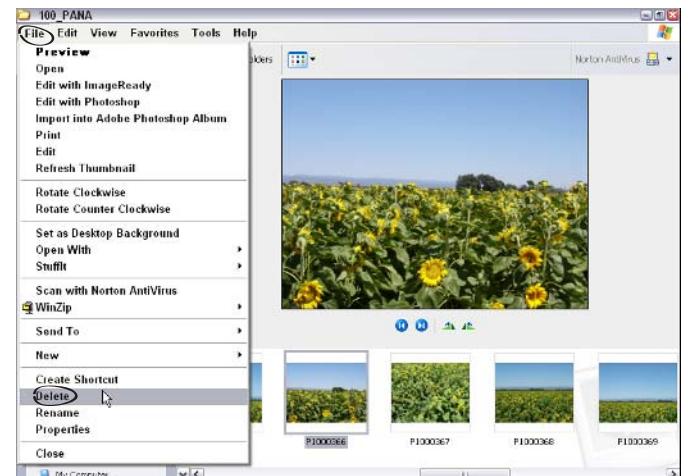 100_PANA
File Edit View Favorites Tools Help
Preview
Open
Edit with ImageReady
Edit with Photoshop
Import into Adobe Photoshop Album
Print
Edit
Refresh Thumbnail
Rotate Clockwise
Rotate Counter Clockwise
Set as Desktop Background
Open With
StuffIt
Scan with Norton AntiVirus
WinZip
Send To
New
Create Shortcut
Delete
Rename
Properties
Close
Norton AntiVirus
P1000366 P1000367 P1000368 P1000369
My Computer